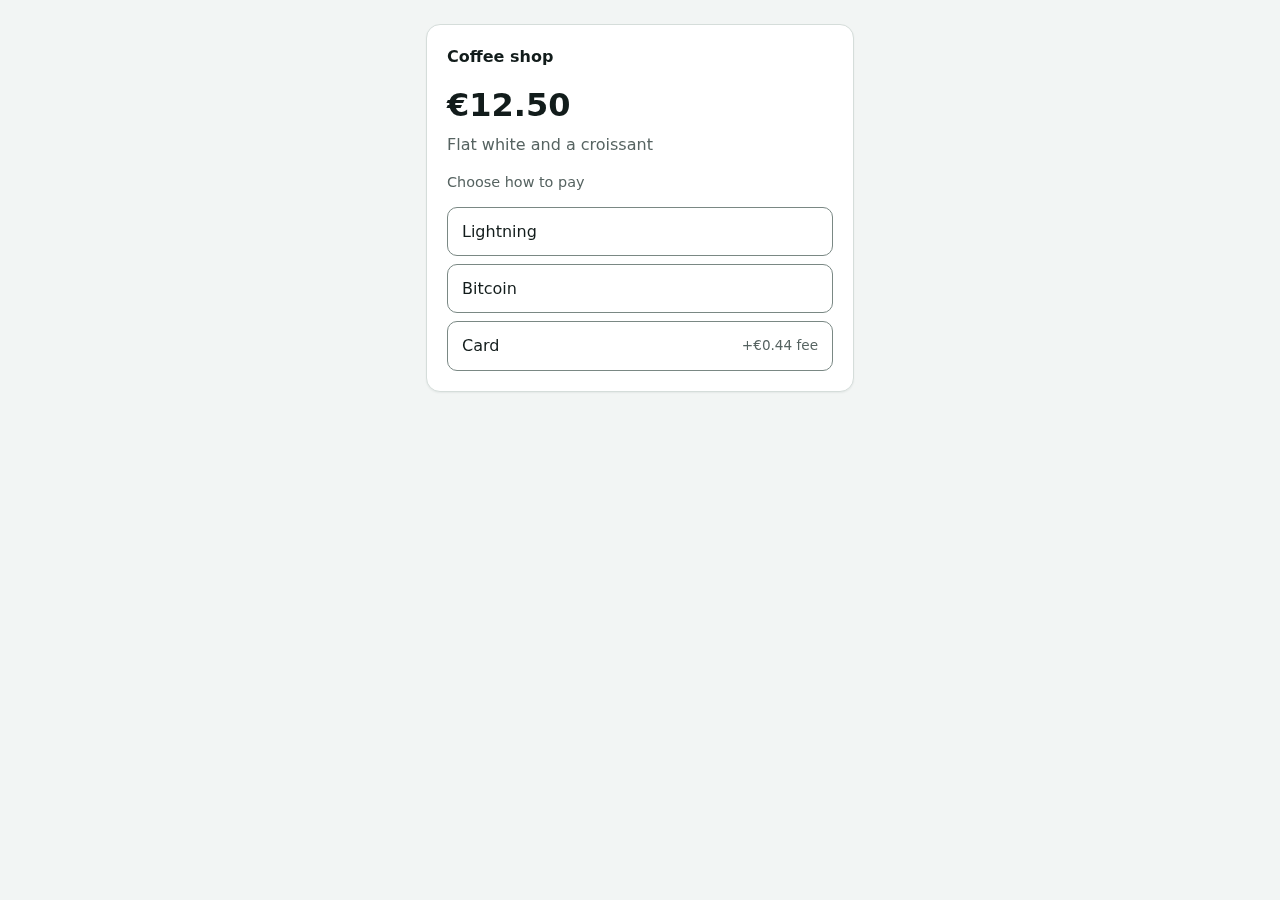 Coffee shop
€12.50
Flat white and a croissant
Choose how to pay
Lightning
Bitcoin
Card +€0.44 fee